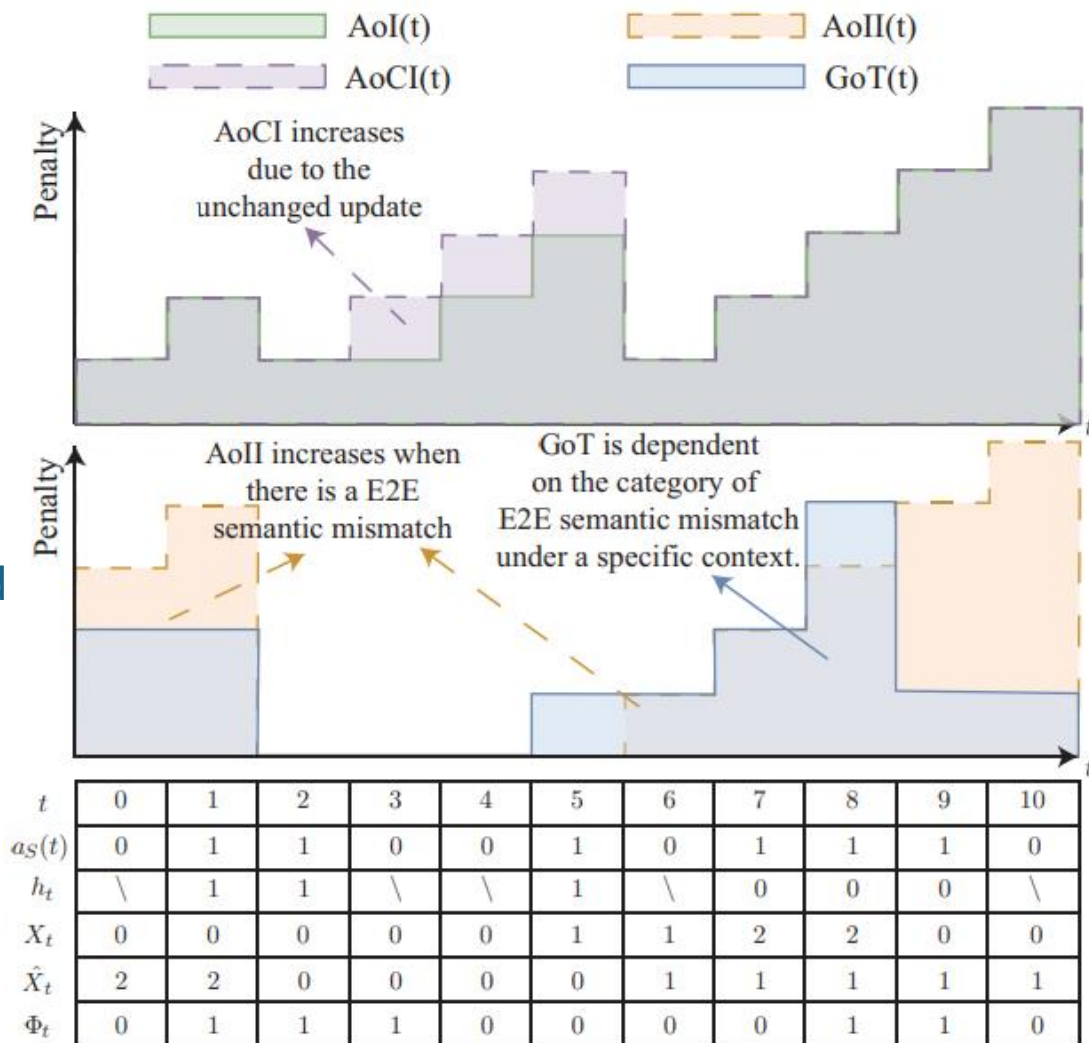 AoI(t) AoII(t)
AoCI(t) GoT(t)
Penalty
AoCI increases
due to the
unchanged update
t
Penalty
AoII increases when
there is a E2E
semantic mismatch
GoT is dependent
on the category of
E2E semantic mismatch
under a specific context.
t
t 0 1 2 3 4 5 6 7 8 9 10
a_S(t) 0 1 1 0 0 1 0 1 1 1 0
h_t \ 1 1 \ \ 1 \ 0 0 0 \
X_t 0 0 0 0 0 1 1 2 2 0 0
X̂_t 2 2 0 0 0 0 1 1 1 1 1
Φ_t 0 1 1 1 0 0 0 0 1 1 0